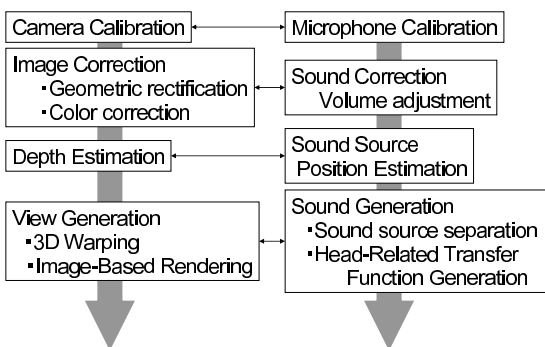 Camera Calibration
Microphone Calibration
Image Correction
・Geometric rectification
・Color correction
Sound Correction
Volume adjustment
Depth Estimation
Sound Source
Position Estimation
View Generation
・3D Warping
・Image-Based Rendering
Sound Generation
・Sound source separation
・Head-Related Transfer
Function Generation